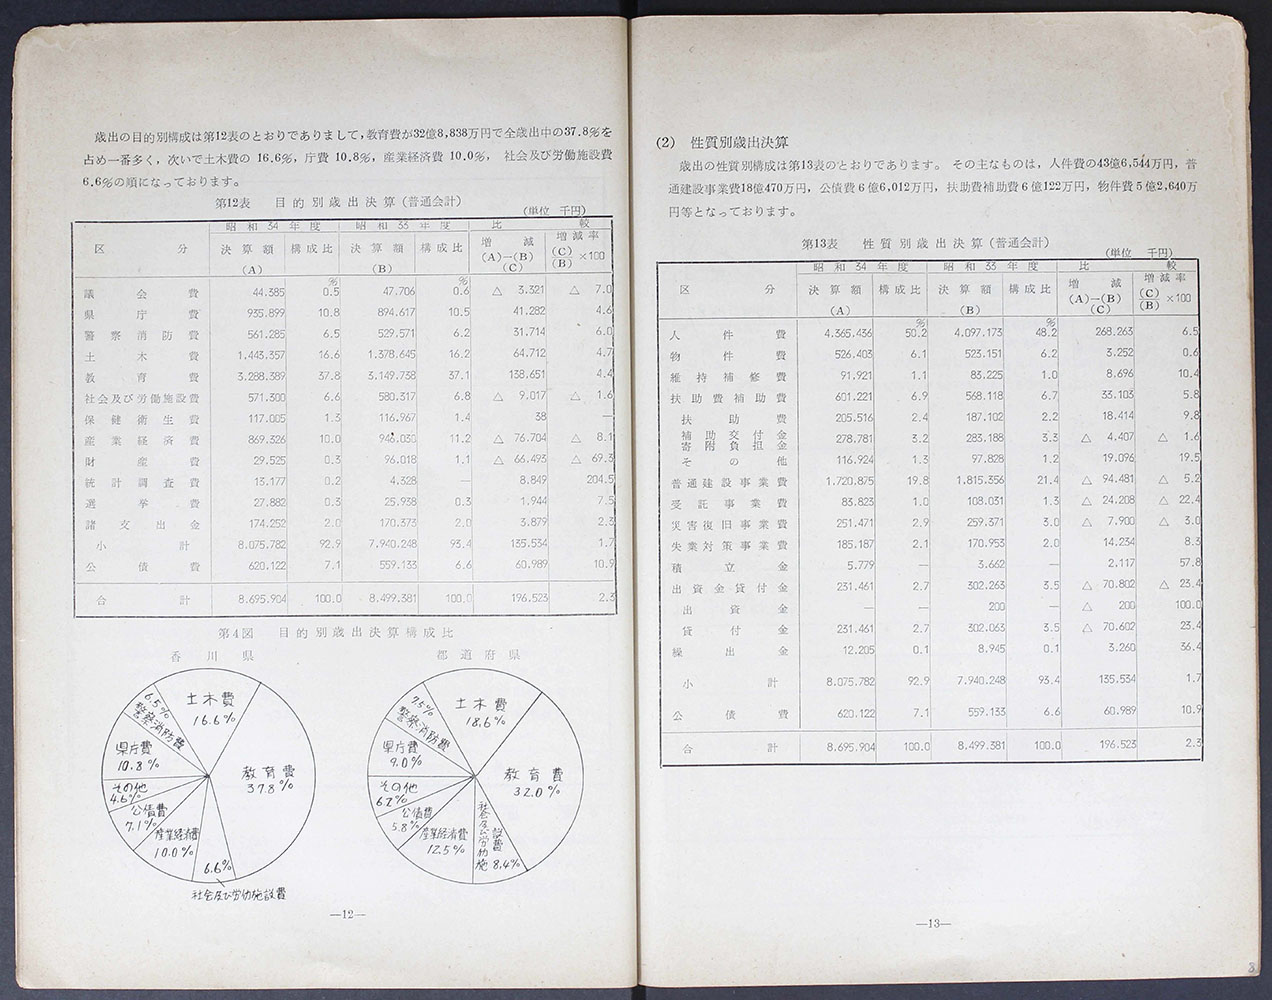 歳出の目的別構成は第12表のとおりでありまして,教育費が32億8,838万円で全歳出中の37.8%を
占め一番多く，次いで土木費の 16.6%，庁費 10.8%，産業経済費 10.0%， 社会及び労働施設費
6.6%の順になっております。
第12表 目的別歳出決算(普通会計)
(単位 千円)
区分 昭和34年度 昭和33年度 比較
決算額 構成比 決算額 構成比 増減 増減率
(A) (B) (A)−(B) (C) (C)/(B) ×100
% %
議会費 44.385 0.5 47.706 0.6 △ 3.321 △ 7.0
県庁費 935.899 10.8 894.617 10.5 41.282 4.6
警察消防費 561.285 6.5 529.571 6.2 31.714 6.0
土木費 1.443.357 16.6 1.378.645 16.2 64.712 4.7
教育費 3.288.389 37.8 3.149.738 37.1 138.651 4.4
社会及び労働施設費 571.300 6.6 580.317 6.8 △ 9.017 △ 1.6
保健衛生費 117.005 1.3 116.967 1.4 38 —
産業経済費 869.326 10.0 946.030 11.2 △ 76.704 △ 8.1
財産費 29.525 0.3 96.018 1.1 △ 66.493 △ 69.3
統計調査費 13.177 0.2 4.328 — 8.849 204.5
選挙費 27.882 0.3 25.938 0.3 1.944 7.5
諸支出金 174.252 2.0 170.373 2.0 3.879 2.3
小計 8.075.782 92.9 7.940.248 93.4 135.534 1.7
公債費 620.122 7.1 559.133 6.6 60.989 10.9
合計 8.695.904 100.0 8.499.381 100.0 196.523 2.3
第4図 目的別歳出決算構成比
香川県
土木費
16.6%
教育費
37.8%
6.6%
社会及び労仂施設費
産業経済費
10.0%
公債費
7.1%
その他
4.6%
県庁費
10.8%
警察消防費
6.5%
都道府県
土木費
18.6%
教育費
32.0%
社会及び労仂施設費
8.4%
産業経済費
12.5%
公債費
5.8%
その他
6.2%
県庁費
9.0%
警察消防費
7.5%
—12—
(2) 性質別歳出決算
歳出の性質別構成は第13表のとおりであります。 その主なものは，人件費の43億6,544万円，普
通建設事業費18億470万円，公債費6億6,012万円，扶助費補助費6億122万円，物件費5億2,640万
円等となっております。
第13表 性質別歳出決算(普通会計)
(単位 千円)
区分 昭和34年度 昭和33年度 比較
決算額 構成比 決算額 構成比 増減 増減率
(A) (B) (A)−(B) (C) (C)/(B) ×100
% %
人件費 4.365.436 50.2 4.097.173 48.2 268.263 6.5
物件費 526.403 6.1 523.151 6.2 3.252 0.6
維持補修費 91.921 1.1 83.225 1.0 8.696 10.4
扶助費補助費 601.221 6.9 568.118 6.7 33.103 5.8
扶助費 205.516 2.4 187.102 2.2 18.414 9.8
補助交付金
寄附負担金 278.781 3.2 283.188 3.3 △ 4.407 △ 1.6
その他 116.924 1.3 97.828 1.2 19.096 19.5
普通建設事業費 1.720.875 19.8 1.815.356 21.4 △ 94.481 △ 5.2
受託事業費 83.823 1.0 108.031 1.3 △ 24.208 △ 22.4
災害復旧事業費 251.471 2.9 259.371 3.0 △ 7.900 △ 3.0
失業対策事業費 185.187 2.1 170.953 2.0 14.234 8.3
積立金 5.779 — 3.662 — 2.117 57.8
出資金貸付金 231.461 2.7 302.263 3.5 △ 70.802 △ 23.4
出資金 — — 200 — △ 200 100.0
貸付金 231.461 2.7 302.063 3.5 △ 70.602 23.4
繰出金 12.205 0.1 8.945 0.1 3.260 36.4
小計 8.075.782 92.9 7.940.248 93.4 135.534 1.7
公債費 620.122 7.1 559.133 6.6 60.989 10.9
合計 8.695.904 100.0 8.499.381 100.0 196.523 2.3
—13—